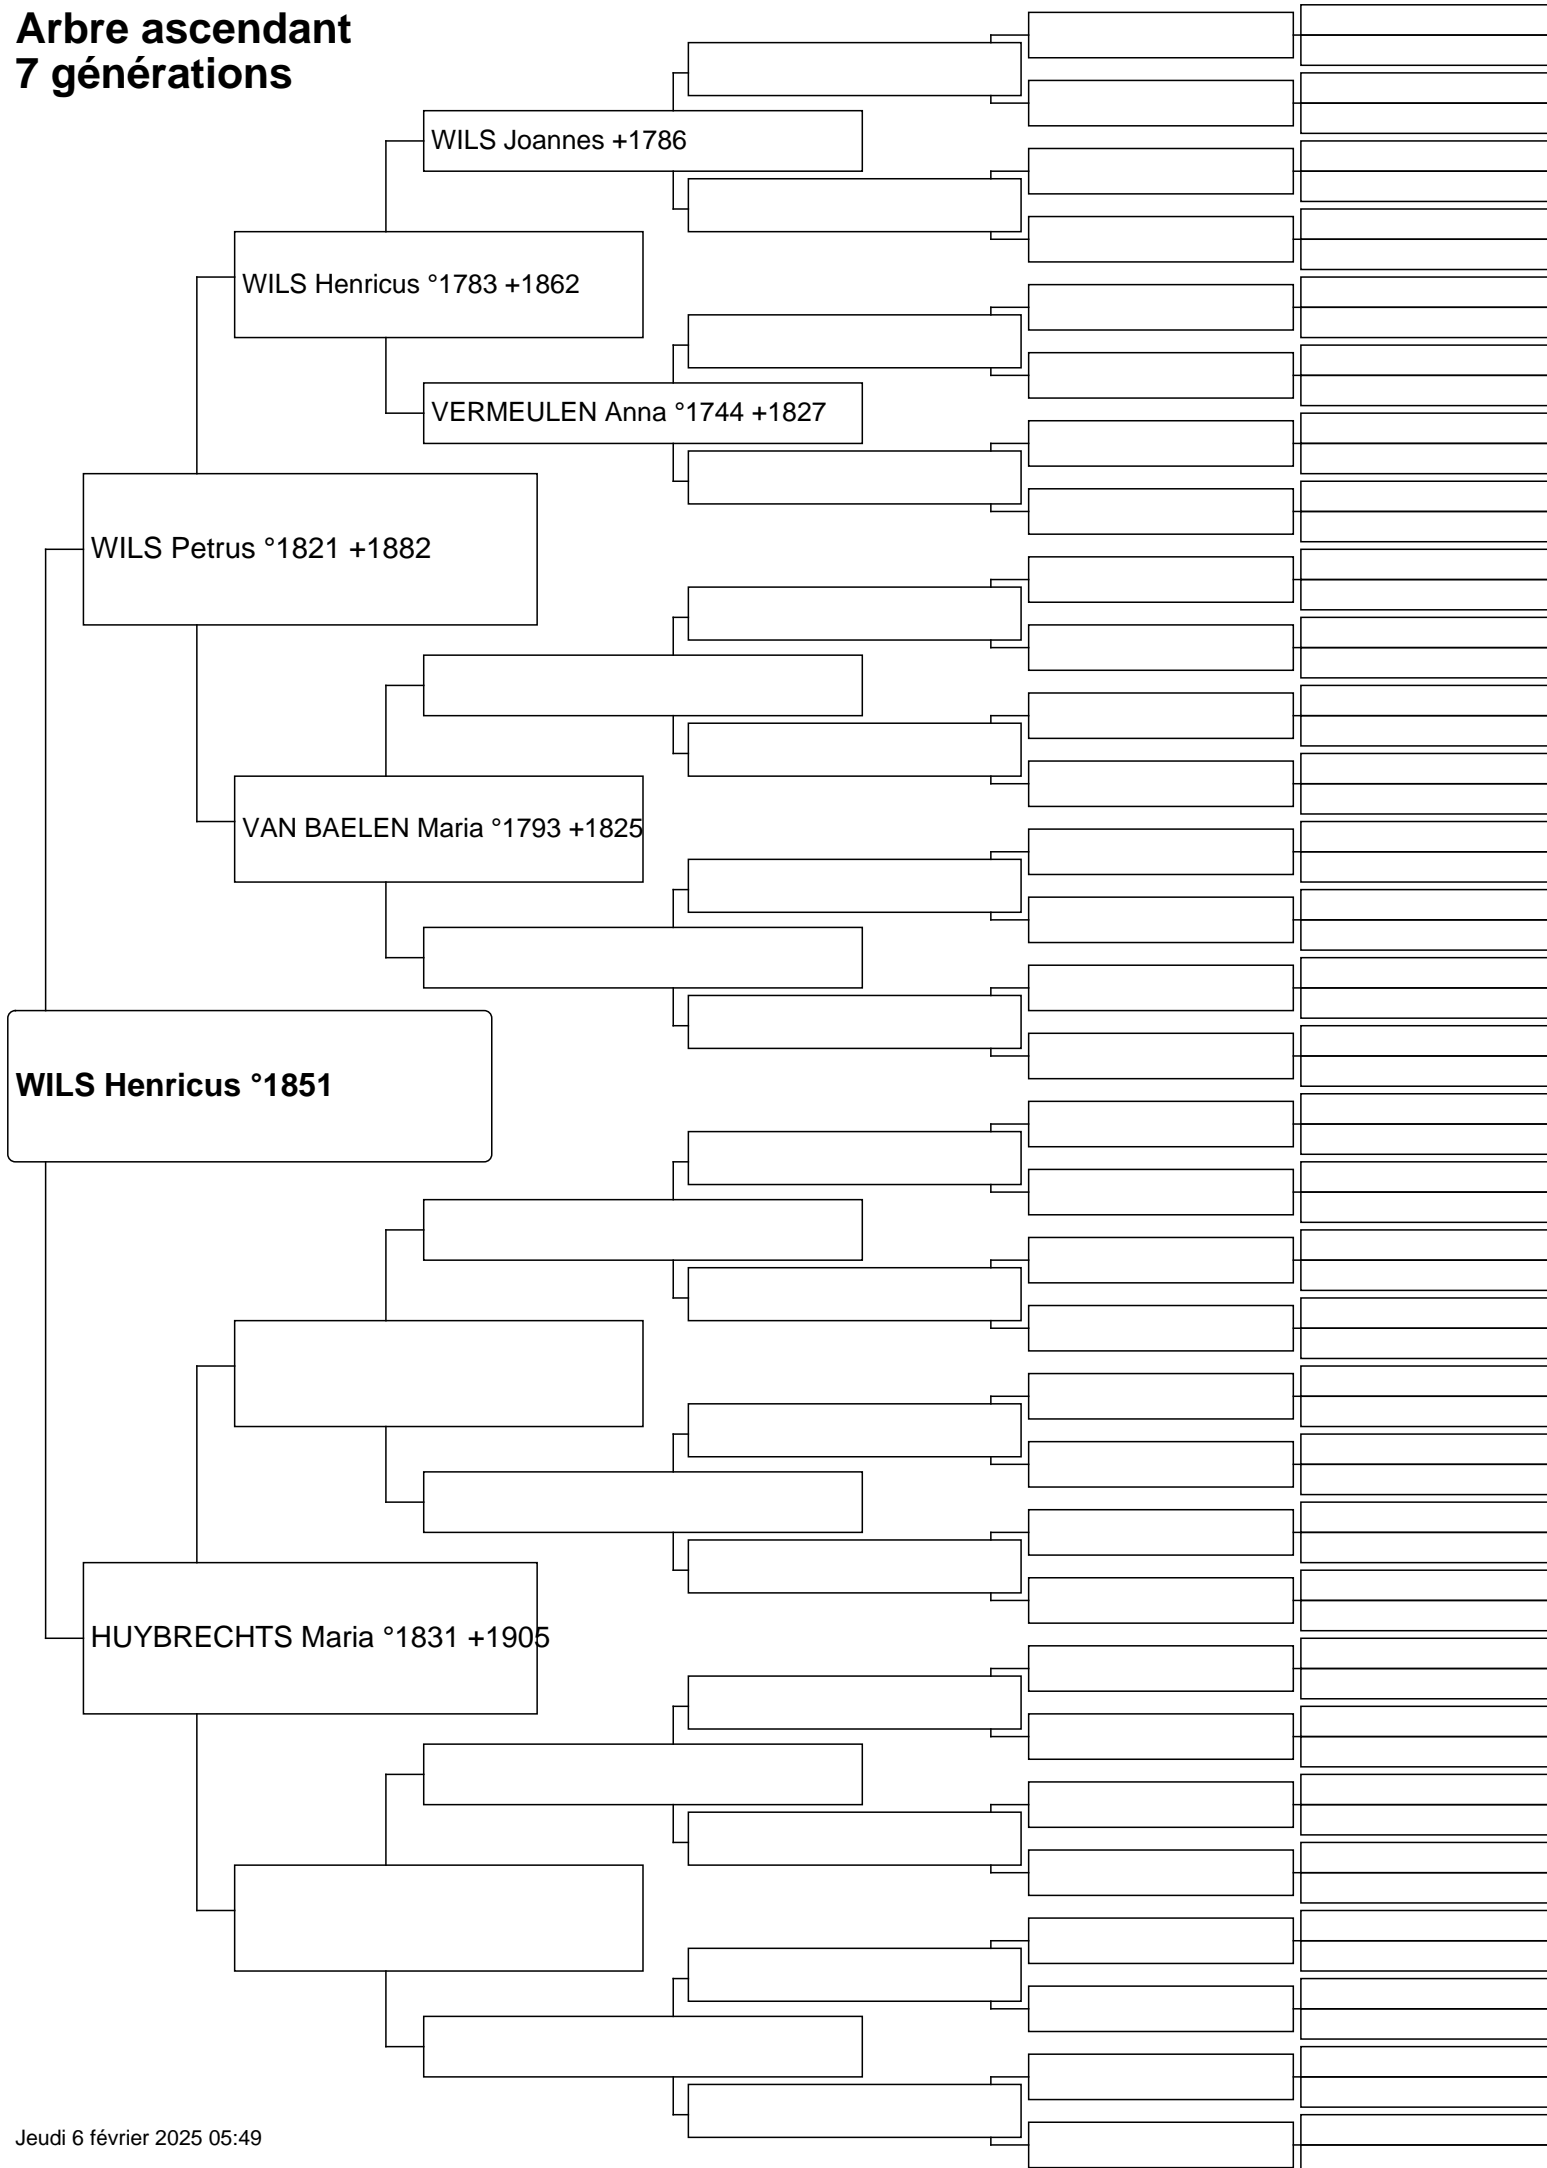 Arbre ascendant
7 générations
WILS Joannes +1786
WILS Henricus °1783 +1862
VERMEULEN Anna °1744 +1827
WILS Petrus °1821 +1882
VAN BAELEN Maria °1793 +1825
WILS Henricus °1851
HUYBRECHTS Maria °1831 +1905
Jeudi 6 février 2025 05:49